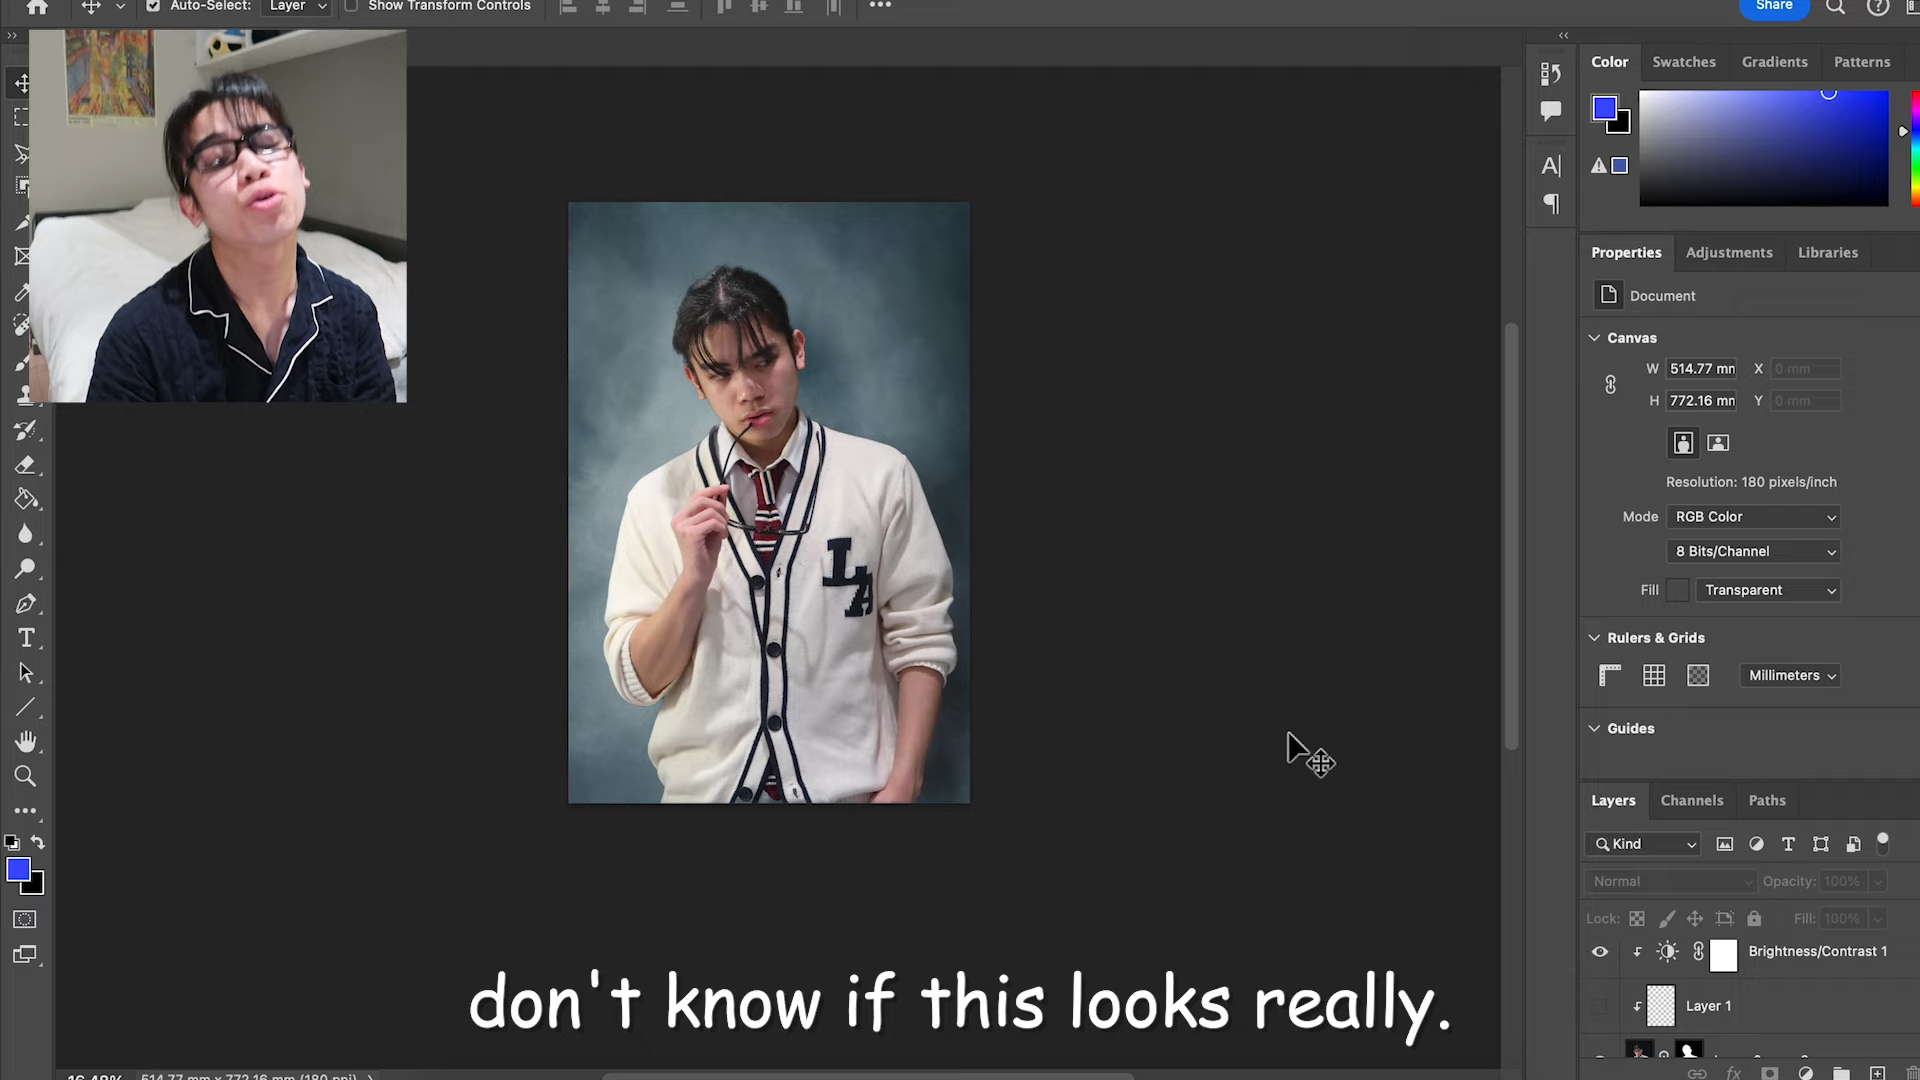 Auto-Select: Layer Show Transform Controls Share
Color Swatches Gradients Patterns
Properties Adjustments Libraries
Document
Canvas
W 514.77 mm X 0 mm
H 772.16 mm Y 0 mm
Resolution: 180 pixels/inch
Mode RGB Color
8 Bits/Channel
Fill Transparent
LA
Rulers & Grids
Millimeters
Guides
Layers Channels Paths
Kind
Normal Opacity: 100%
Lock: Fill: 100%
Brightness/Contrast 1
Layer 1
don't know if this looks really.
16.48% 514.77 mm x 772.16 mm (180 ppi)